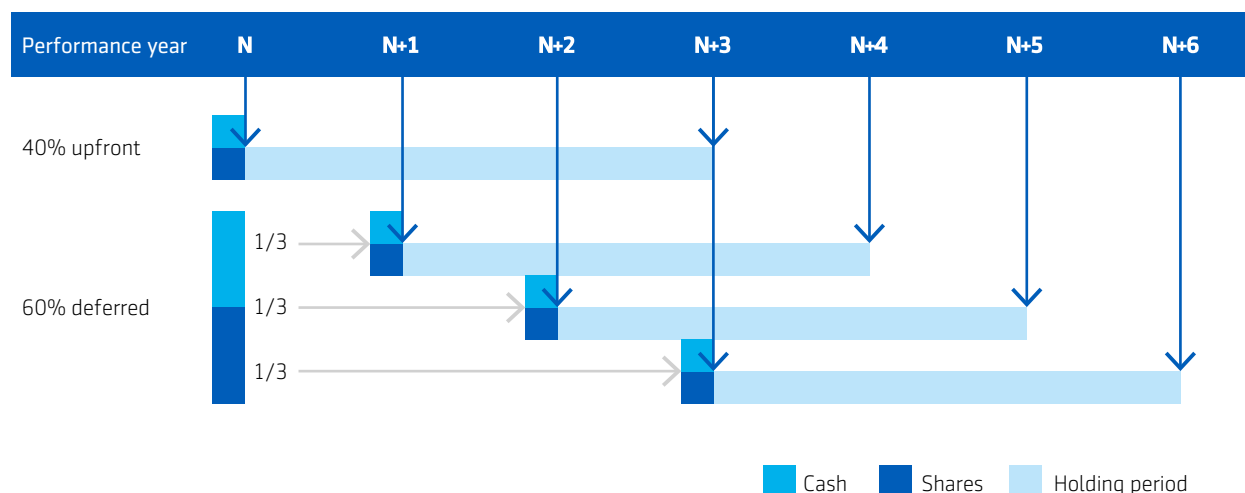 Performance year N N+1 N+2 N+3 N+4 N+5 N+6
40% upfront
1/3
60% deferred 1/3
1/3
Cash Shares Holding period